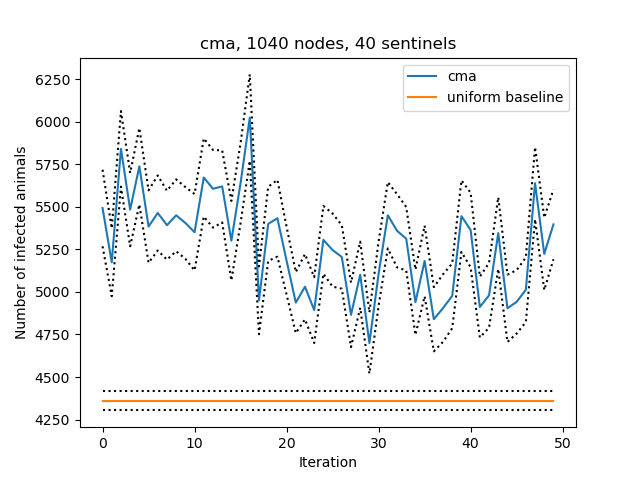 cma, 1040 nodes, 40 sentinels
cma
uniform baseline
Number of infected animals
6250
6000
5750
5500
5250
5000
4750
4500
4250
0 10 20 30 40 50
Iteration